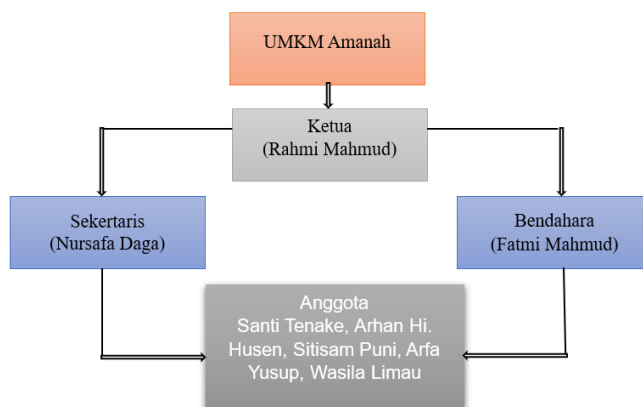 UMKM Amanah
Ketua
(Rahmi Mahmud)
Sekertaris
(Nursafa Daga)
Bendahara
(Fatmi Mahmud)
Anggota
Santi Tenake, Arhan Hi.
Husen, Sitisam Puni, Arfa
Yusup, Wasila Limau